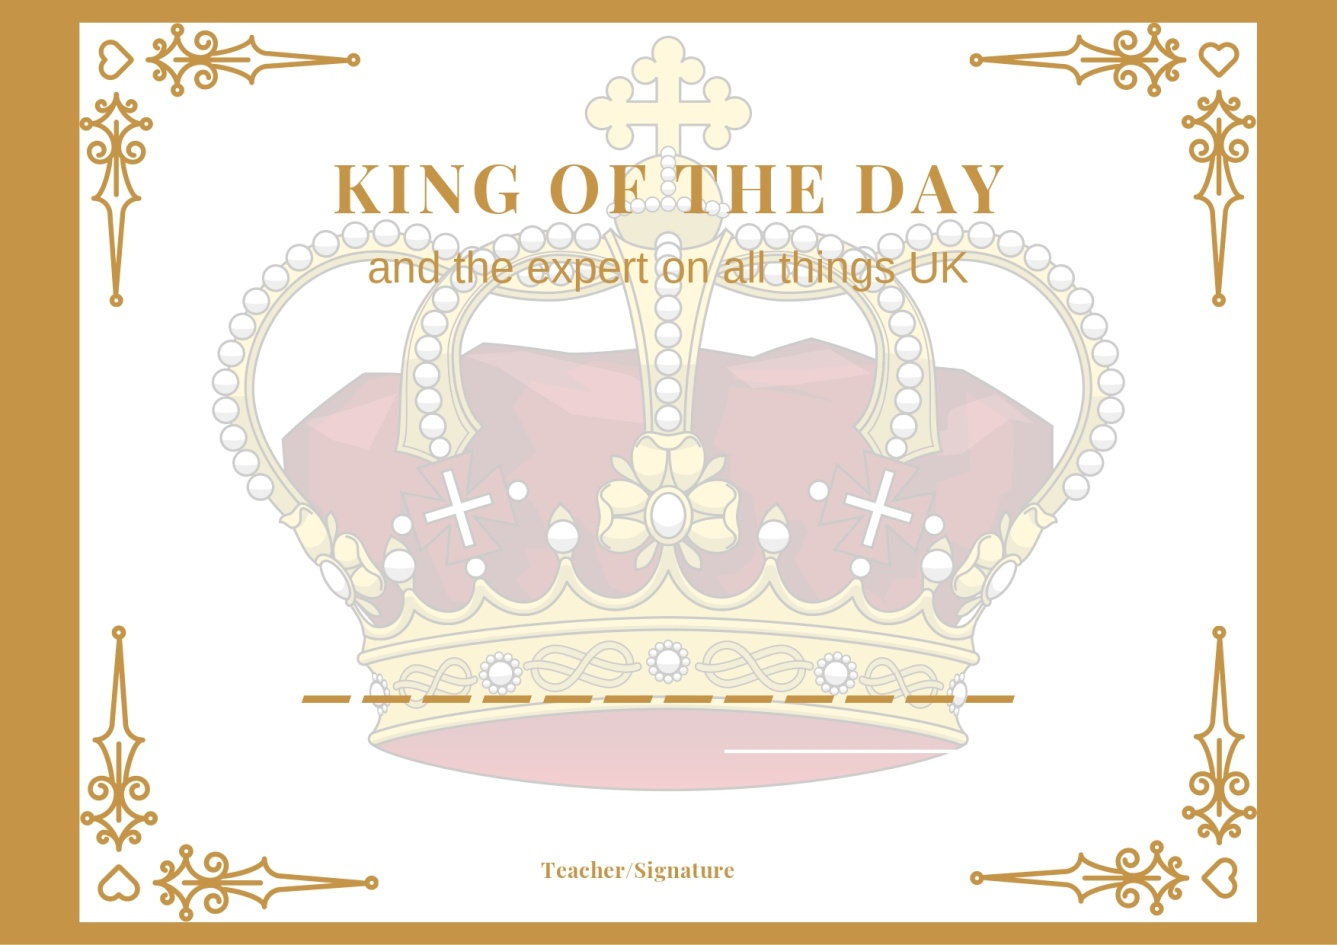 KING OF THE DAY
and the expert on all things UK
Teacher/Signature